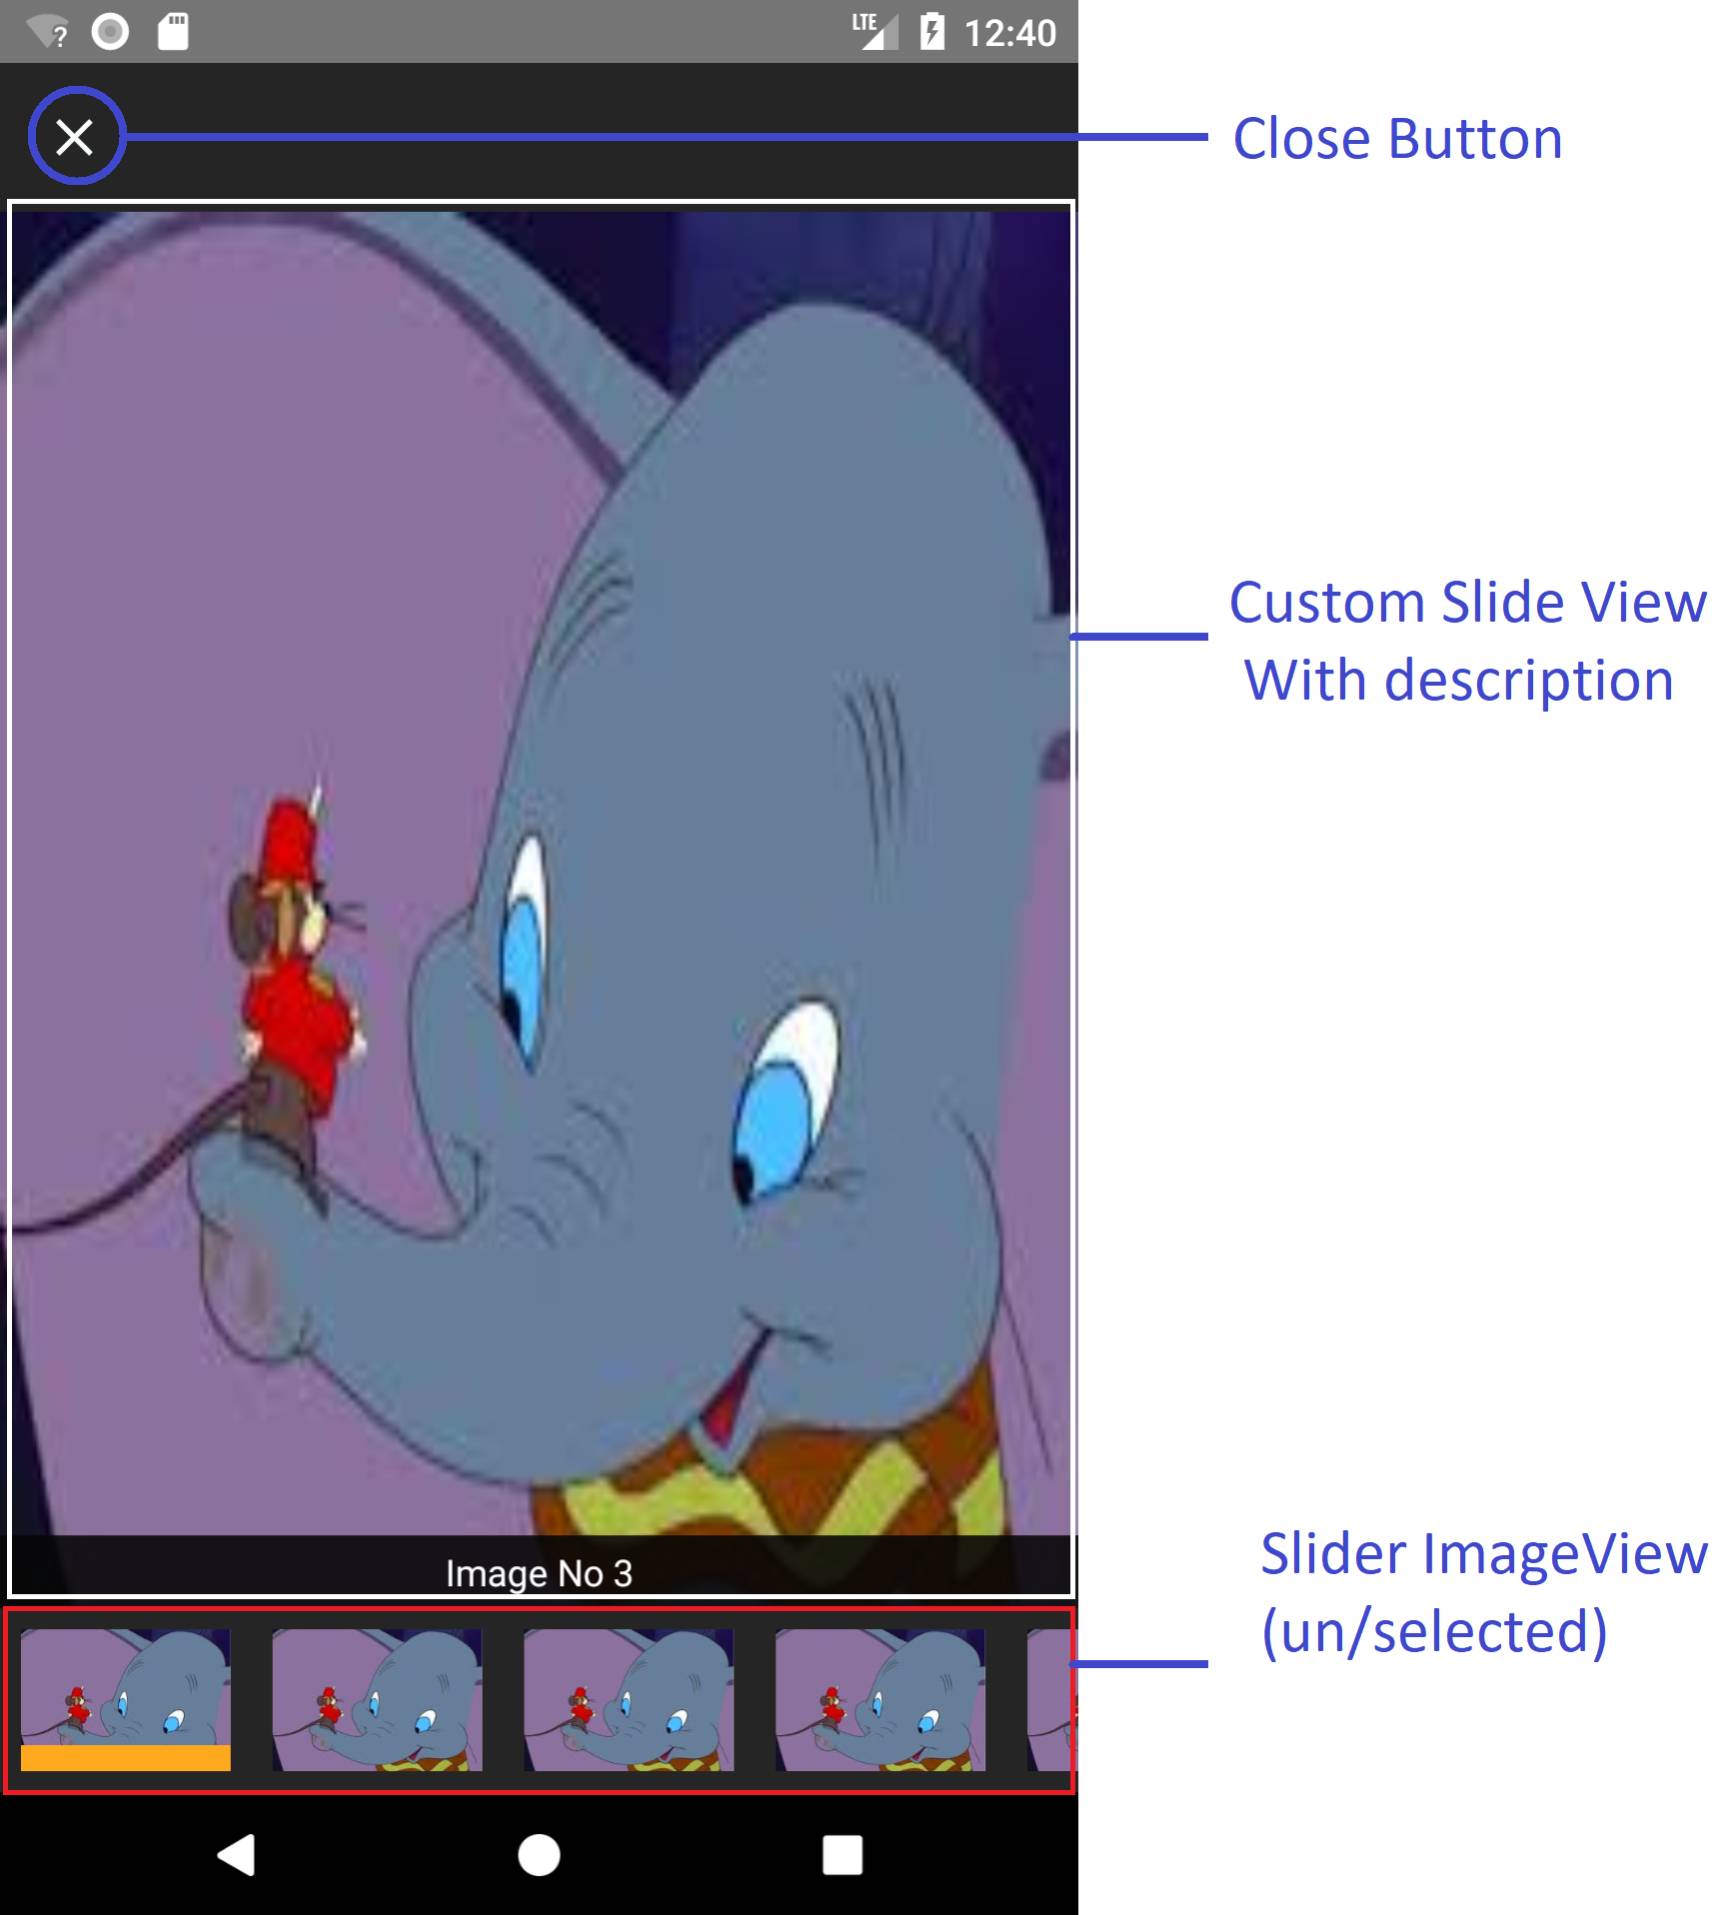 LTE 12:40
Close Button
Custom Slide View
With description
Image No 3
Slider ImageView
(un/selected)